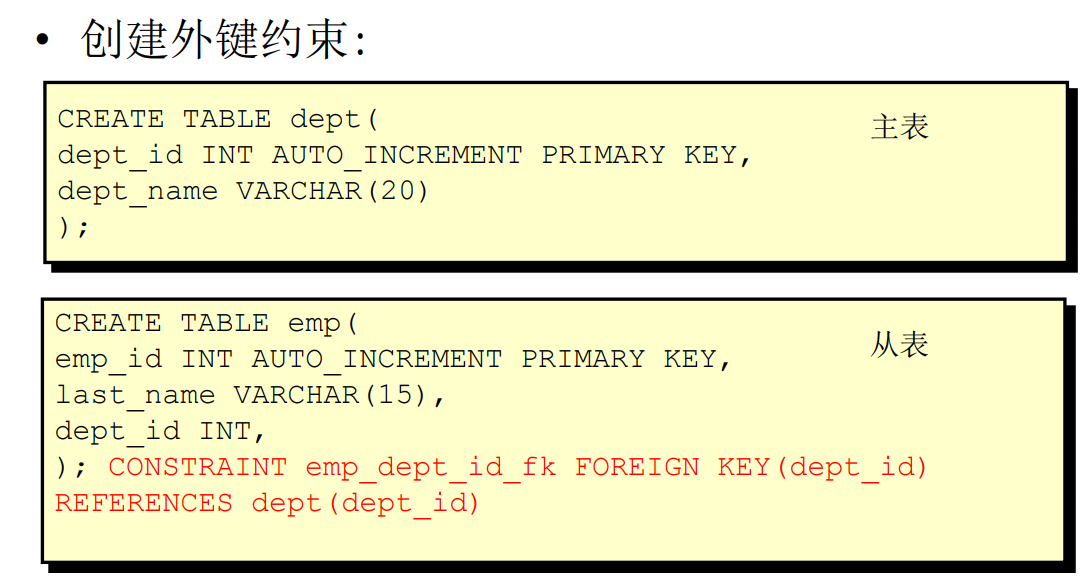 • 创建外键约束:
CREATE TABLE dept(
主表
dept_id INT AUTO_INCREMENT PRIMARY KEY,
dept_name VARCHAR(20)
);
CREATE TABLE emp(
从表
emp_id INT AUTO_INCREMENT PRIMARY KEY,
last_name VARCHAR(15),
dept_id INT,
); CONSTRAINT emp_dept_id_fk FOREIGN KEY(dept_id)
REFERENCES dept(dept_id)